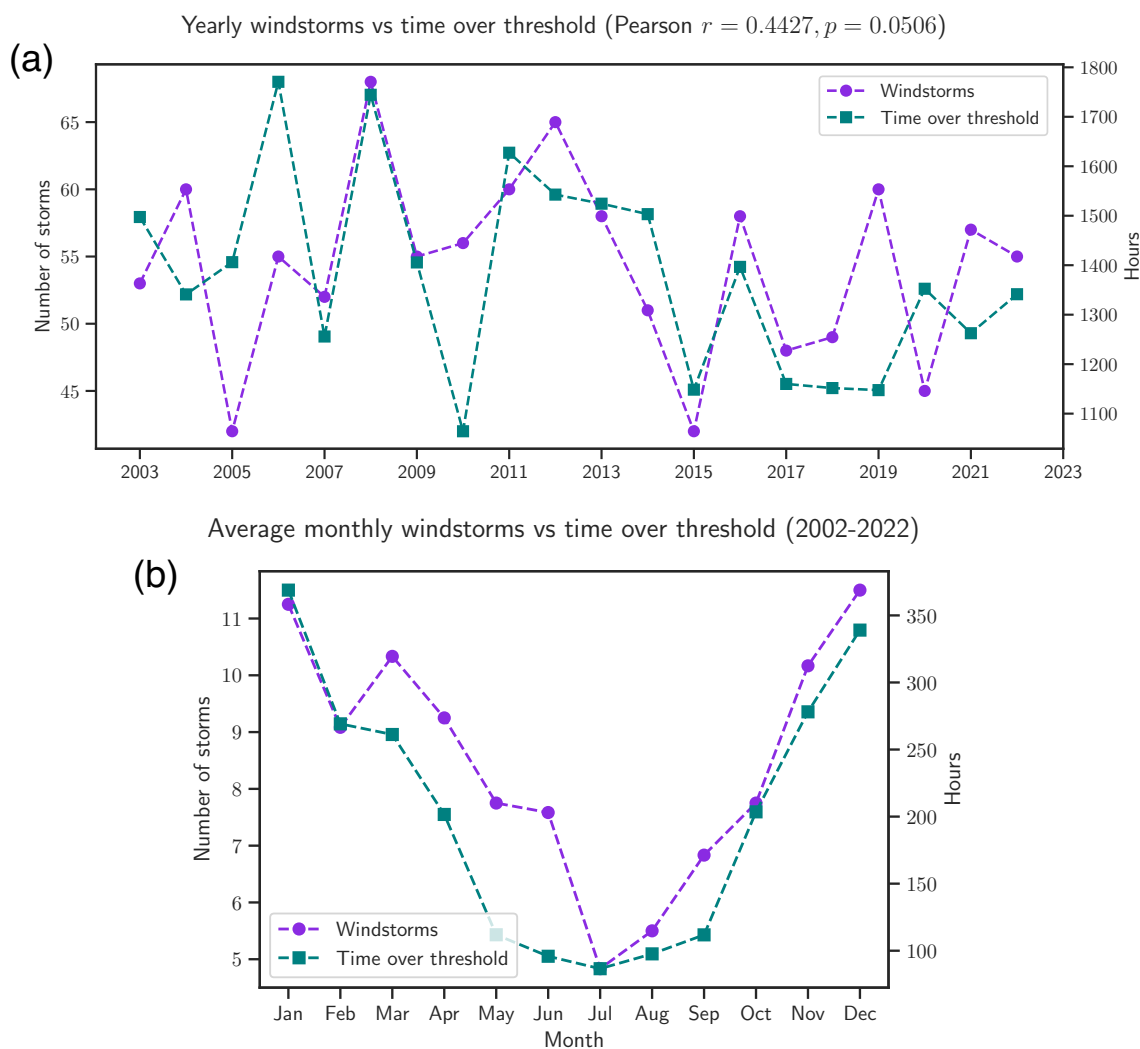 Yearly windstorms vs time over threshold (Pearson r = 0.4427, p = 0.0506)
(a)
Windstorms
Time over threshold
Number of storms
65
60
55
50
45
1800
1700
1600
1500
1400
1300
1200
1100
Hours
2003 2005 2007 2009 2011 2013 2015 2017 2019 2021 2023
Average monthly windstorms vs time over threshold (2002-2022)
(b)
Number of storms
11
10
9
8
7
6
5
350
300
250
200
150
100
Hours
Windstorms
Time over threshold
Jan Feb Mar Apr May Jun Jul Aug Sep Oct Nov Dec
Month